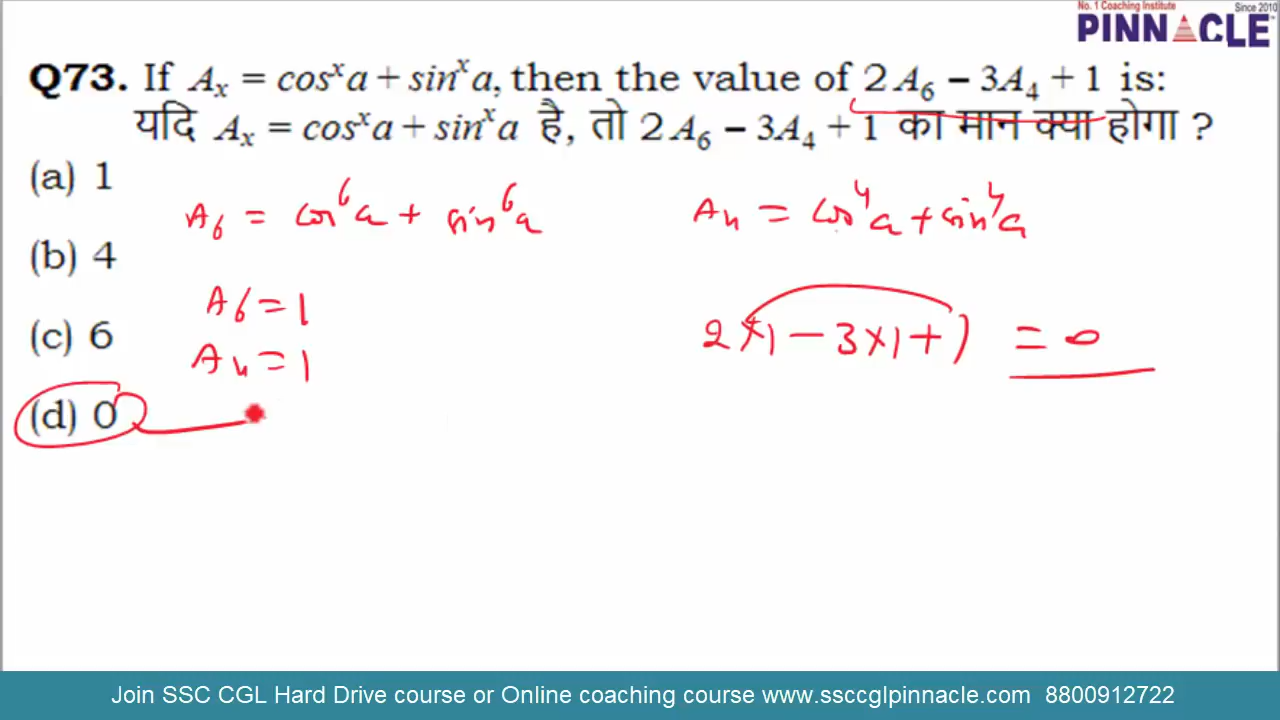 No. 1 Coaching Institute Since 2010
PINNACLE
Q73. If Aₓ = cosˣa + sinˣa, then the value of 2A₆ − 3A₄ + 1 is:
यदि Aₓ = cosˣa + sinˣa है, तो 2A₆ − 3A₄ + 1 का मान क्या होगा ?
(a) 1
A₆ = cos⁶a + sin⁶a
A₄ = cos⁴a + sin⁴a
(b) 4
A₆ = 1
(c) 6
A₄ = 1
2×1 − 3×1 + 1 = 0
(d) 0
Join SSC CGL Hard Drive course or Online coaching course www.ssccglpinnacle.com 8800912722